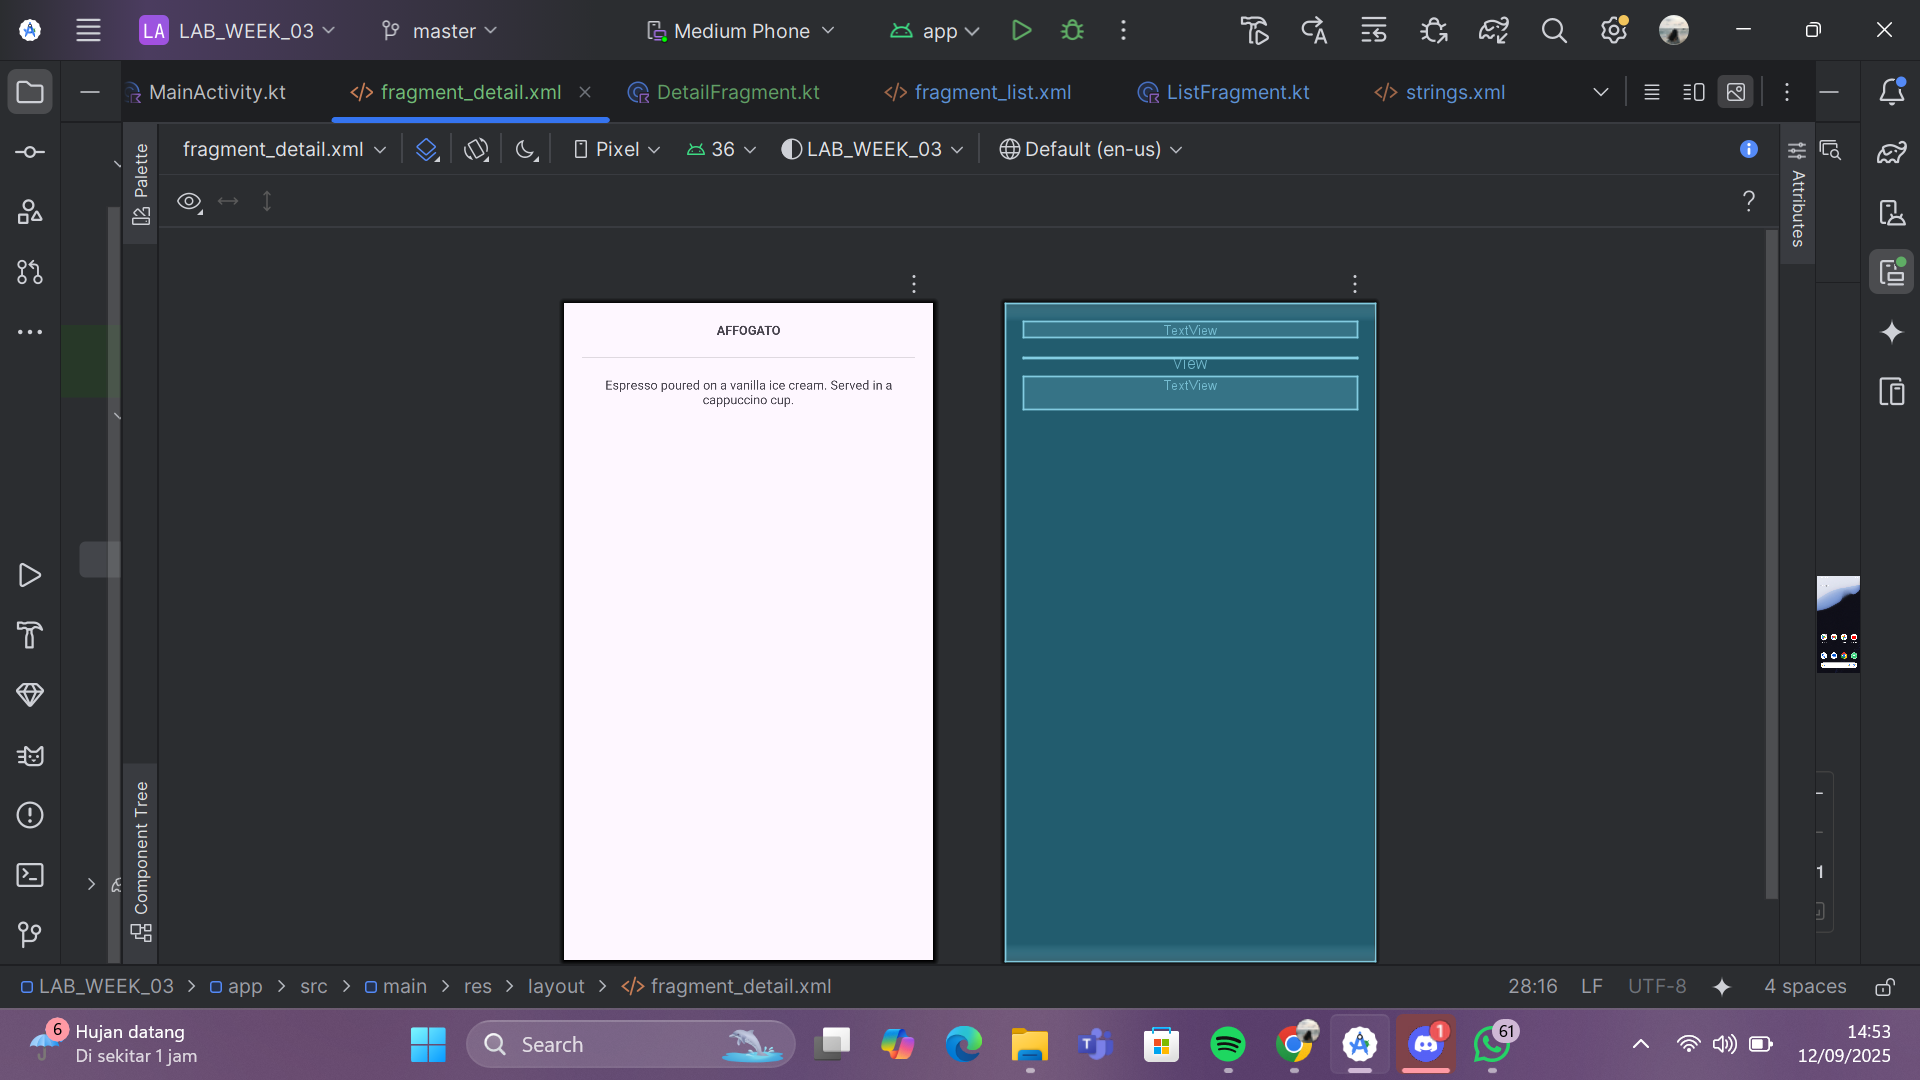 LA LAB_WEEK_03
master
Medium Phone
app
MainActivity.kt
fragment_detail.xml
DetailFragment.kt
fragment_list.xml
ListFragment.kt
strings.xml
Palette
fragment_detail.xml
Pixel
36
LAB_WEEK_03
Default (en-us)
?
Attributes
AFFOGATO
Espresso poured on a vanilla ice cream. Served in a
cappuccino cup.
TextView
View
TextView
Component Tree
LAB_WEEK_03 > app > src > main > res > layout > fragment_detail.xml
28:16
LF
UTF-8
4 spaces
6
Hujan datang
Di sekitar 1 jam
Search
1
61
14:53
12/09/2025